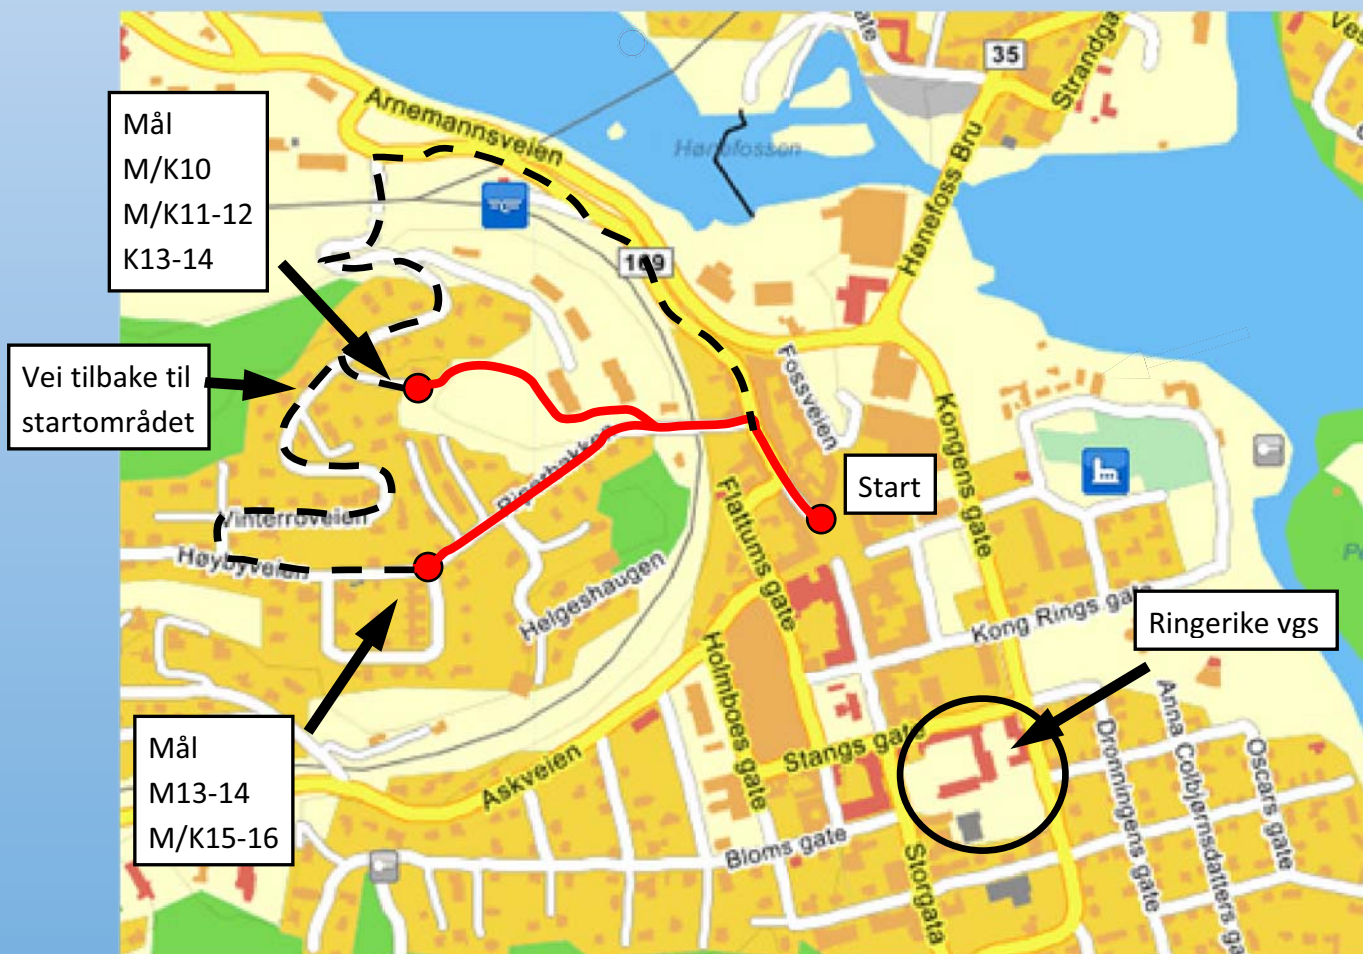 35
Strandga
Arnemannsveien
Hønefossen
Hønefoss Bru
Mål
M/K10
M/K11-12
K13-14
169
Vei tilbake til
startområdet
Fossveien
Kongens gate
Start
Flattums gate
Vinterroveien
Høybyveien
Helgeshaugen
Kong Rings gate
Ringerike vgs
Holmboes gate
Stangs gate
Mål
M13-14
M/K15-16
Askveien
Bloms gate
Storgata
Dronningens gate
Anna Colbjørnsdatters ga
Oscars gate